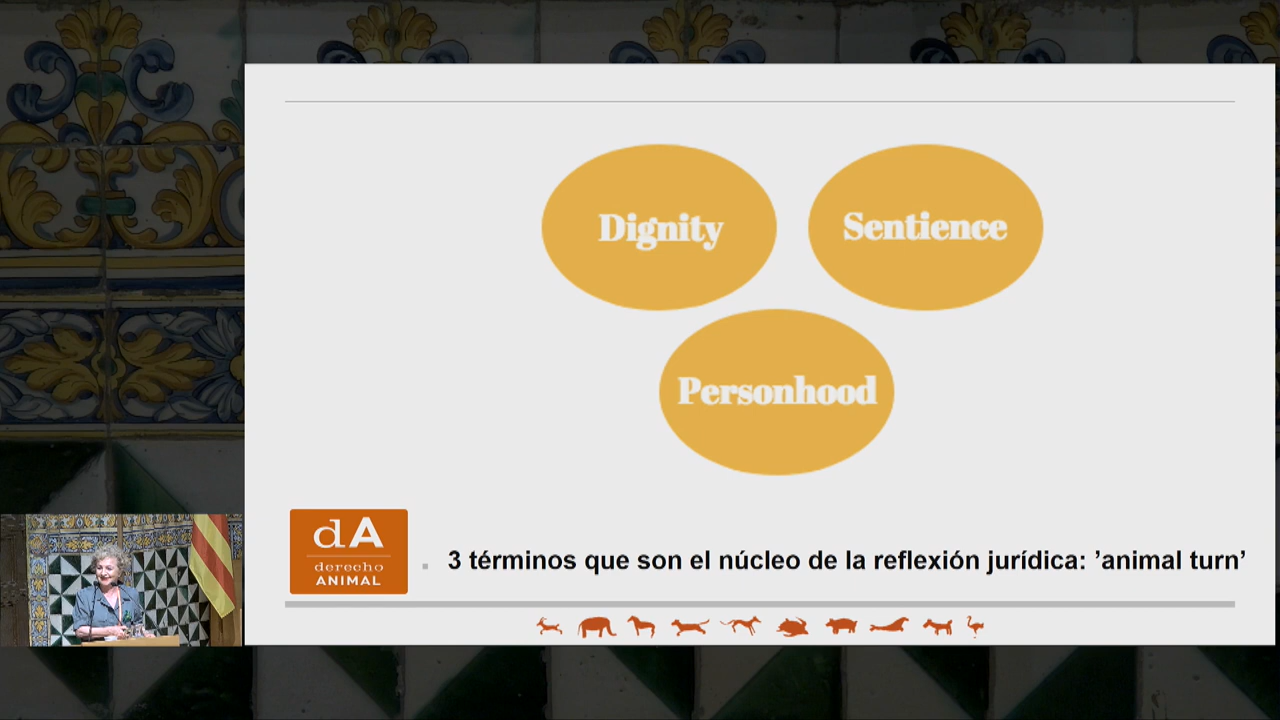 Dignity
Sentience
Personhood
dA
derecho
ANIMAL
3 términos que son el núcleo de la reflexión jurídica: ’animal turn’